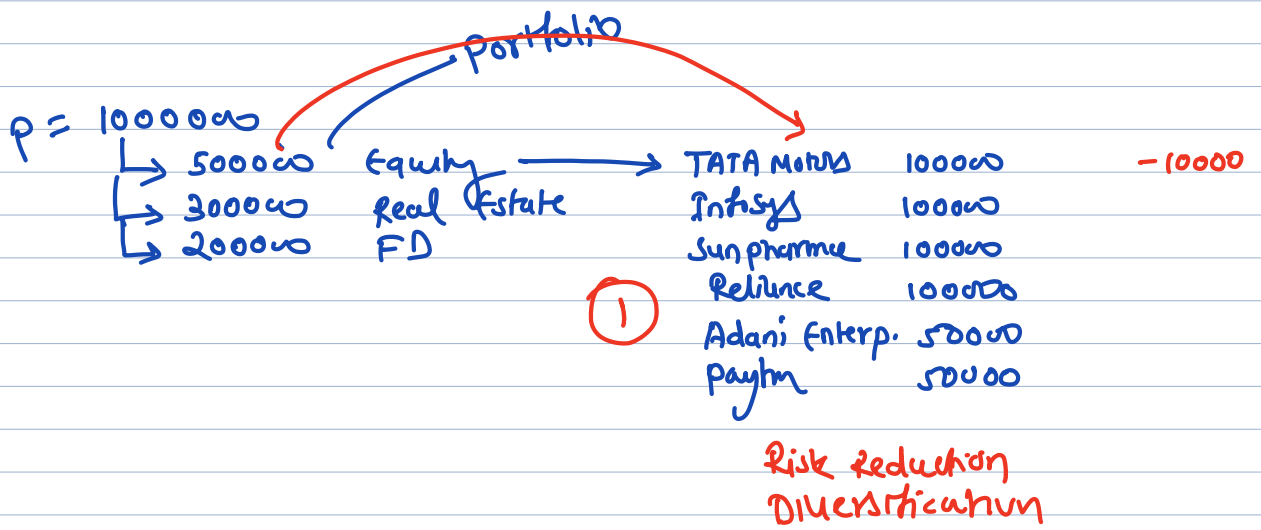 Portfolio
P = 1000000
500000 Equity → TATA Motors 100000 -10000
300000 Real Estate Infosys 100000
200000 FD Sunpharma 100000
Reliance 100000
1
Adani Enterp. 50000
Paytm 50000
Risk Reduction
Diversification